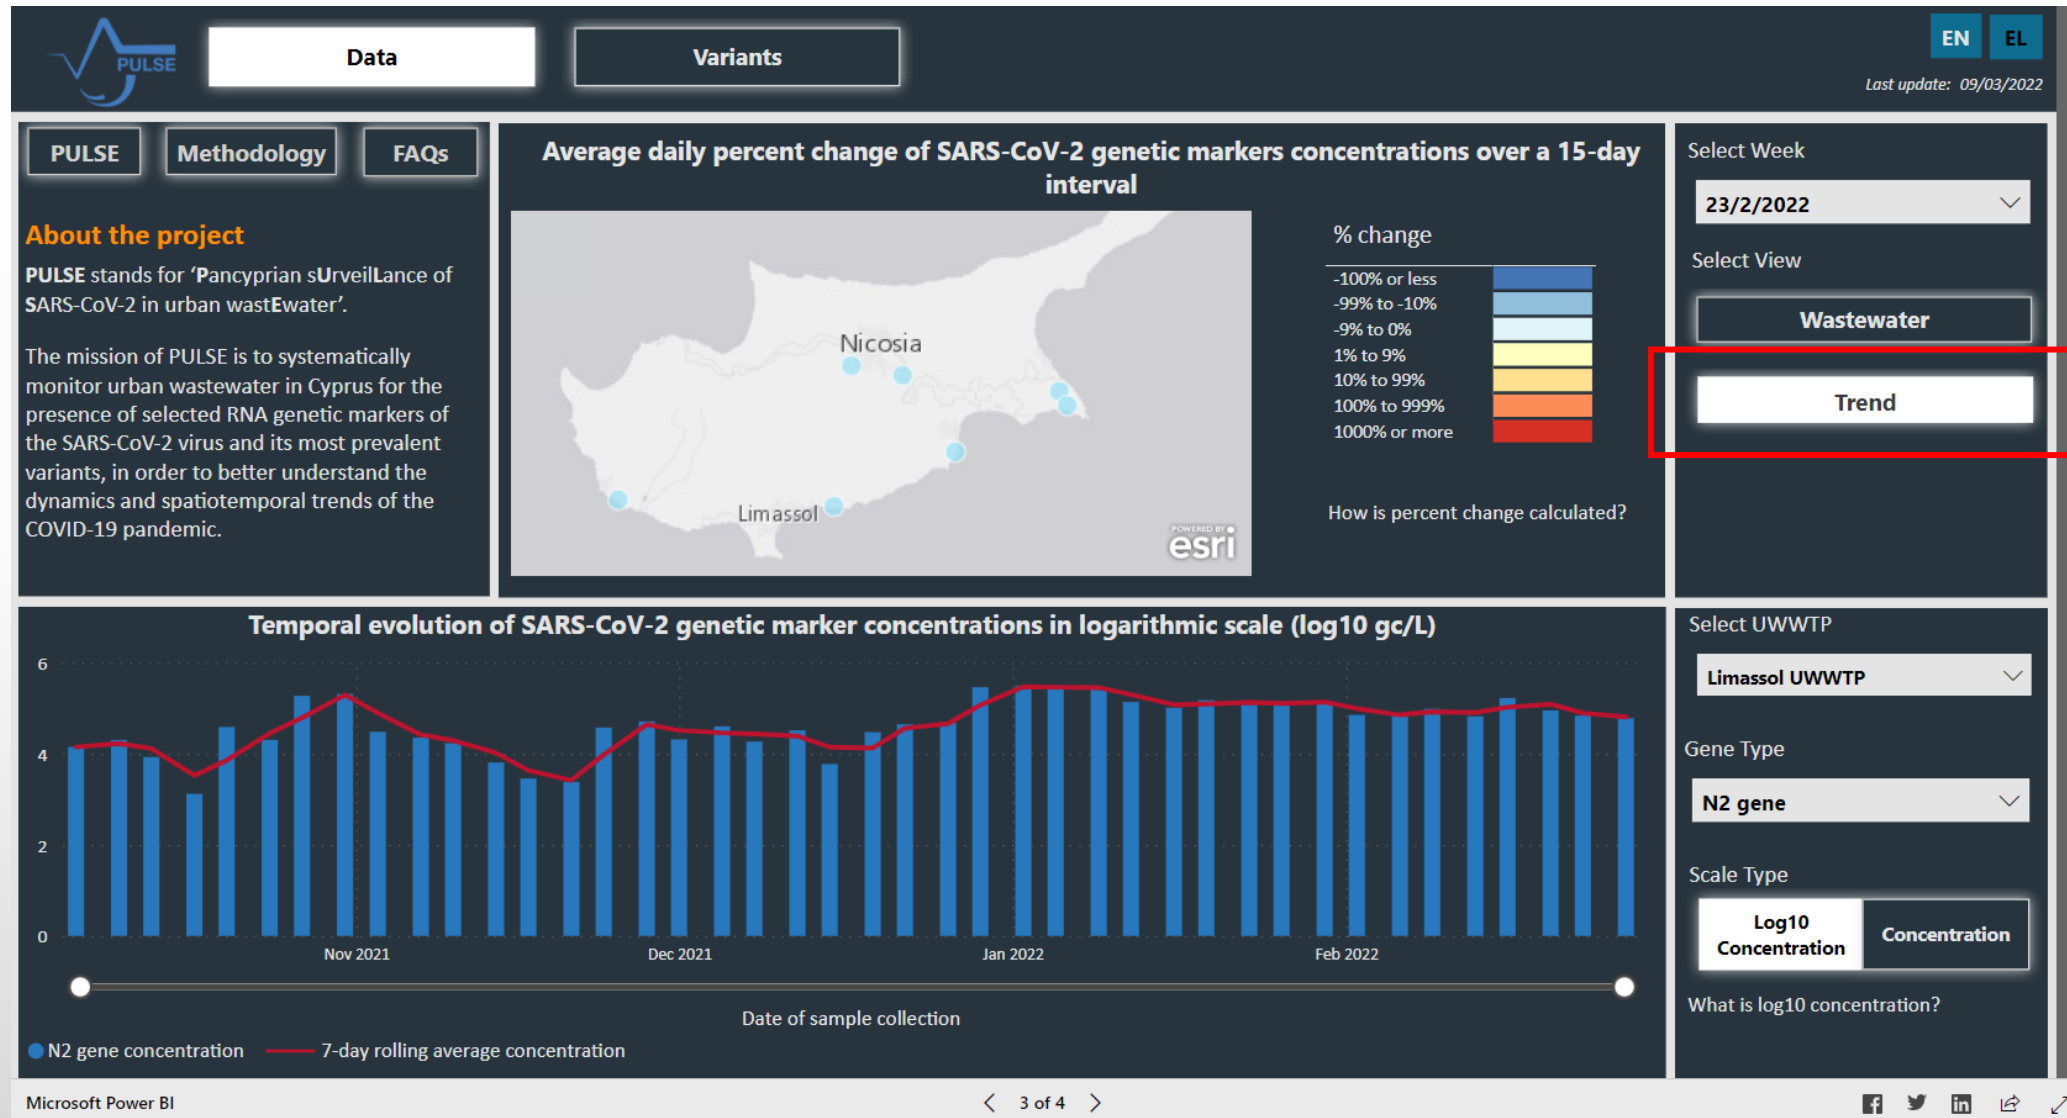 PULSE
Data
Variants
EN
EL
Last update: 09/03/2022
PULSE
Methodology
FAQs
About the project
PULSE stands for ‘Pancyprian sUrveilLance of
SARS-CoV-2 in urban wastEwater’.
The mission of PULSE is to systematically
monitor urban wastewater in Cyprus for the
presence of selected RNA genetic markers of
the SARS-CoV-2 virus and its most prevalent
variants, in order to better understand the
dynamics and spatiotemporal trends of the
COVID-19 pandemic.
Average daily percent change of SARS-CoV-2 genetic markers concentrations over a 15-day
interval
Nicosia
Limassol
POWERED BY
esri
% change
-100% or less
-99% to -10%
-9% to 0%
1% to 9%
10% to 99%
100% to 999%
1000% or more
How is percent change calculated?
Select Week
23/2/2022
Select View
Wastewater
Trend
Temporal evolution of SARS-CoV-2 genetic marker concentrations in logarithmic scale (log10 gc/L)
6
4
2
0
Nov 2021
Dec 2021
Jan 2022
Feb 2022
Date of sample collection
N2 gene concentration
7-day rolling average concentration
Select UWWTP
Limassol UWWTP
Gene Type
N2 gene
Scale Type
Log10
Concentration
Concentration
What is log10 concentration?
Microsoft Power BI
3 of 4